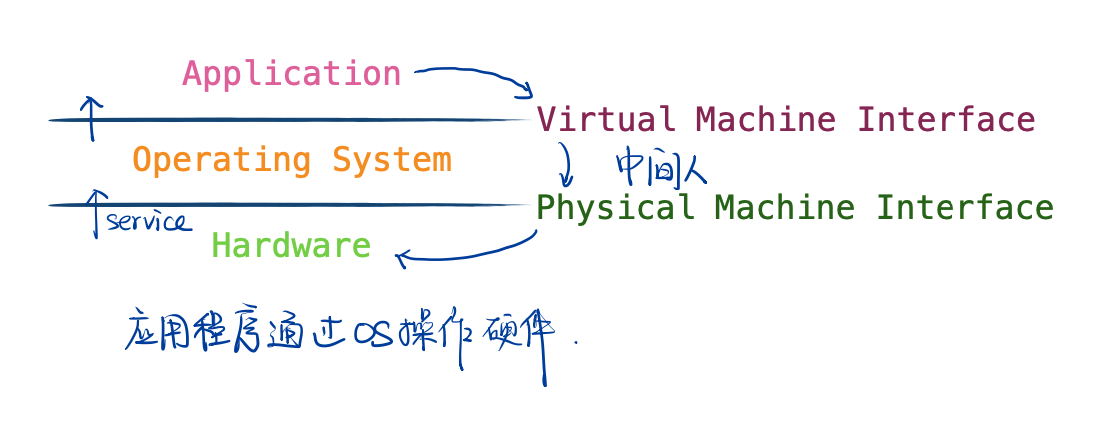 Application
Virtual Machine Interface
Operating System
中间人
Physical Machine Interface
service
Hardware
应用程序通过OS操作硬件.